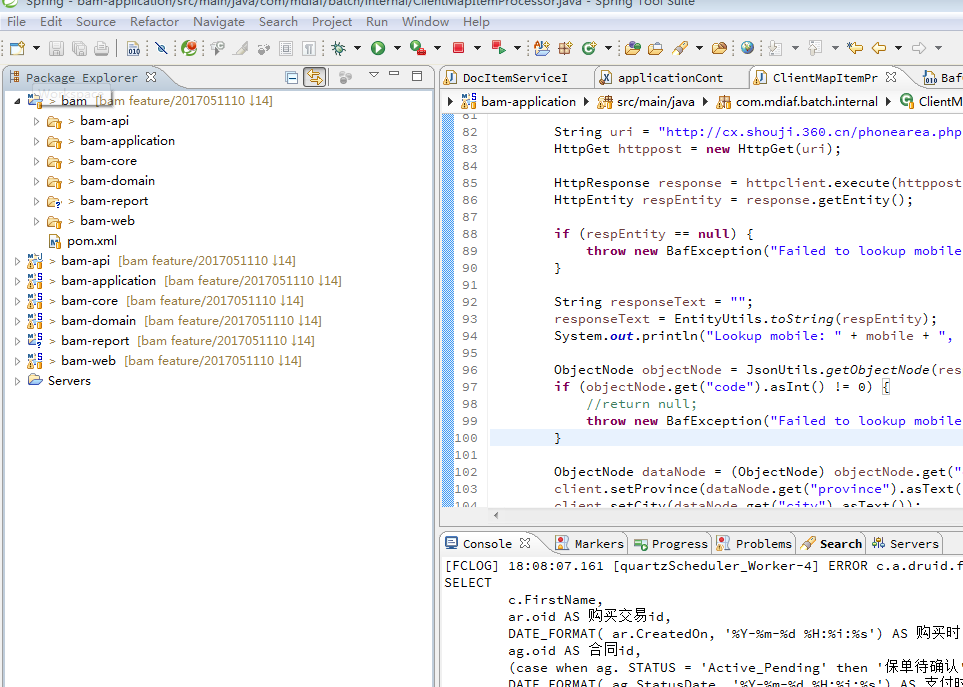 Spring - bam-application/src/main/java/com/mdiaf/batch/internal/ClientMapItemProcessor.java - Spring Tool Suite
File Edit Source Refactor Navigate Search Project Run Window Help
Package Explorer
> bam [bam feature/2017051110 ↓14]
> bam-api
> bam-application
> bam-core
> bam-domain
> bam-report
> bam-web
pom.xml
> bam-api [bam feature/2017051110 ↓14]
> bam-application [bam feature/2017051110 ↓14]
> bam-core [bam feature/2017051110 ↓14]
> bam-domain [bam feature/2017051110 ↓14]
> bam-report [bam feature/2017051110 ↓14]
> bam-web [bam feature/2017051110 ↓14]
Servers
DocItemServiceI applicationCont ClientMapItemPr Baf
bam-application src/main/java com.mdiaf.batch.internal ClientM
81
82 String uri = "http://cx.shouji.360.cn/phonearea.php
83 HttpGet httppost = new HttpGet(uri);
84
85 HttpResponse response = httpclient.execute(httppost
86 HttpEntity respEntity = response.getEntity();
87
88 if (respEntity == null) {
89 throw new BafException("Failed to lookup mobile
90 }
91
92 String responseText = "";
93 responseText = EntityUtils.toString(respEntity);
94 System.out.println("Lookup mobile: " + mobile + ",
95
96 ObjectNode objectNode = JsonUtils.getObjectNode(res
97 if (objectNode.get("code").asInt() != 0) {
98 //return null;
99 throw new BafException("Failed to lookup mobile
100 }
101
102 ObjectNode dataNode = (ObjectNode) objectNode.get("
103 client.setProvince(dataNode.get("province").asText(
104 client.setCity(dataNode.get("city").asText());
Console Markers Progress Problems Search Servers
[FCLOG] 18:08:07.161 [quartzScheduler_Worker-4] ERROR c.a.druid.f
SELECT
c.FirstName,
ar.oid AS 购买交易id,
DATE_FORMAT( ar.CreatedOn, '%Y-%m-%d %H:%i:%s') AS 购买时
ag.oid AS 合同id,
(case when ag. STATUS = 'Active_Pending' then '保单待确认'
DATE_FORMAT( ag.StatusDate, '%Y-%m-%d %H:%i:%s') AS 支付时